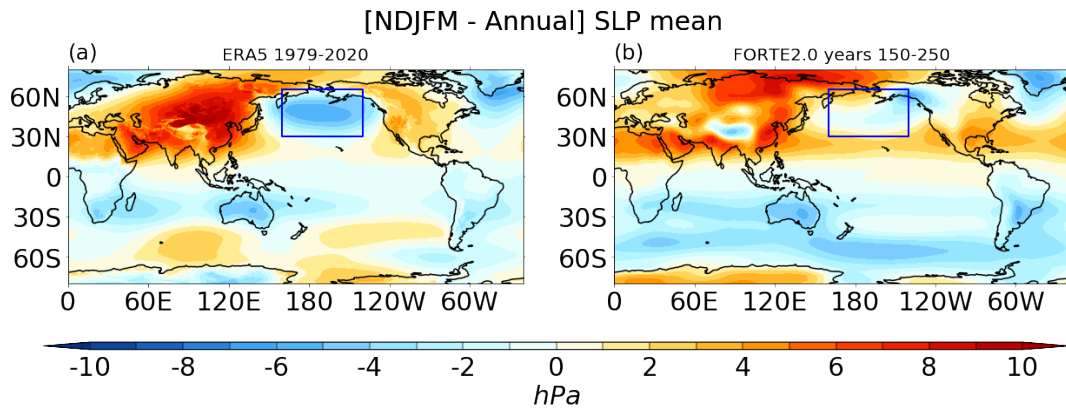 [NDJFM - Annual] SLP mean
(a) ERA5 1979-2020
(b) FORTE2.0 years 150-250
60N
30N
0
30S
60S
0 60E 120E 180 120W 60W
60N
30N
0
30S
60S
0 60E 120E 180 120W 60W
-10 -8 -6 -4 -2 0 2 4 6 8 10
hPa